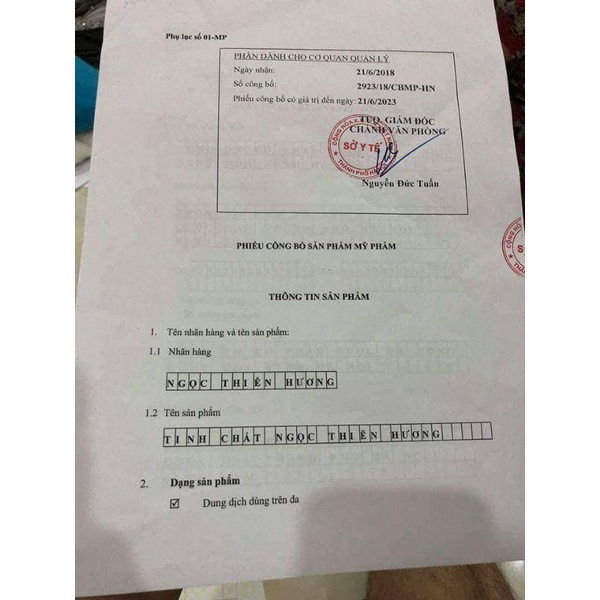 Phụ lục số 01-MP
PHẦN DÀNH CHO CƠ QUAN QUẢN LÝ
Ngày nhận: 21/6/2018
Số công bố: 2923/18/CBMP-HN
Phiếu công bố có giá trị đến ngày: 21/6/2023
TUQ. GIÁM ĐỐC
CHÁNH VĂN PHÒNG
SỞ Y TẾ
THÀNH PHỐ HÀ NỘI
Nguyễn Đức Tuấn
PHIẾU CÔNG BỐ SẢN PHẨM MỸ PHẨM
THÔNG TIN SẢN PHẨM
1. Tên nhãn hàng và tên sản phẩm:
1.1 Nhãn hàng
NGỌC THIÊN HƯƠNG
1.2 Tên sản phẩm
TINH CHẤT NGỌC THIÊN HƯƠNG
2. Dạng sản phẩm
☑ Dung dịch dùng trên da